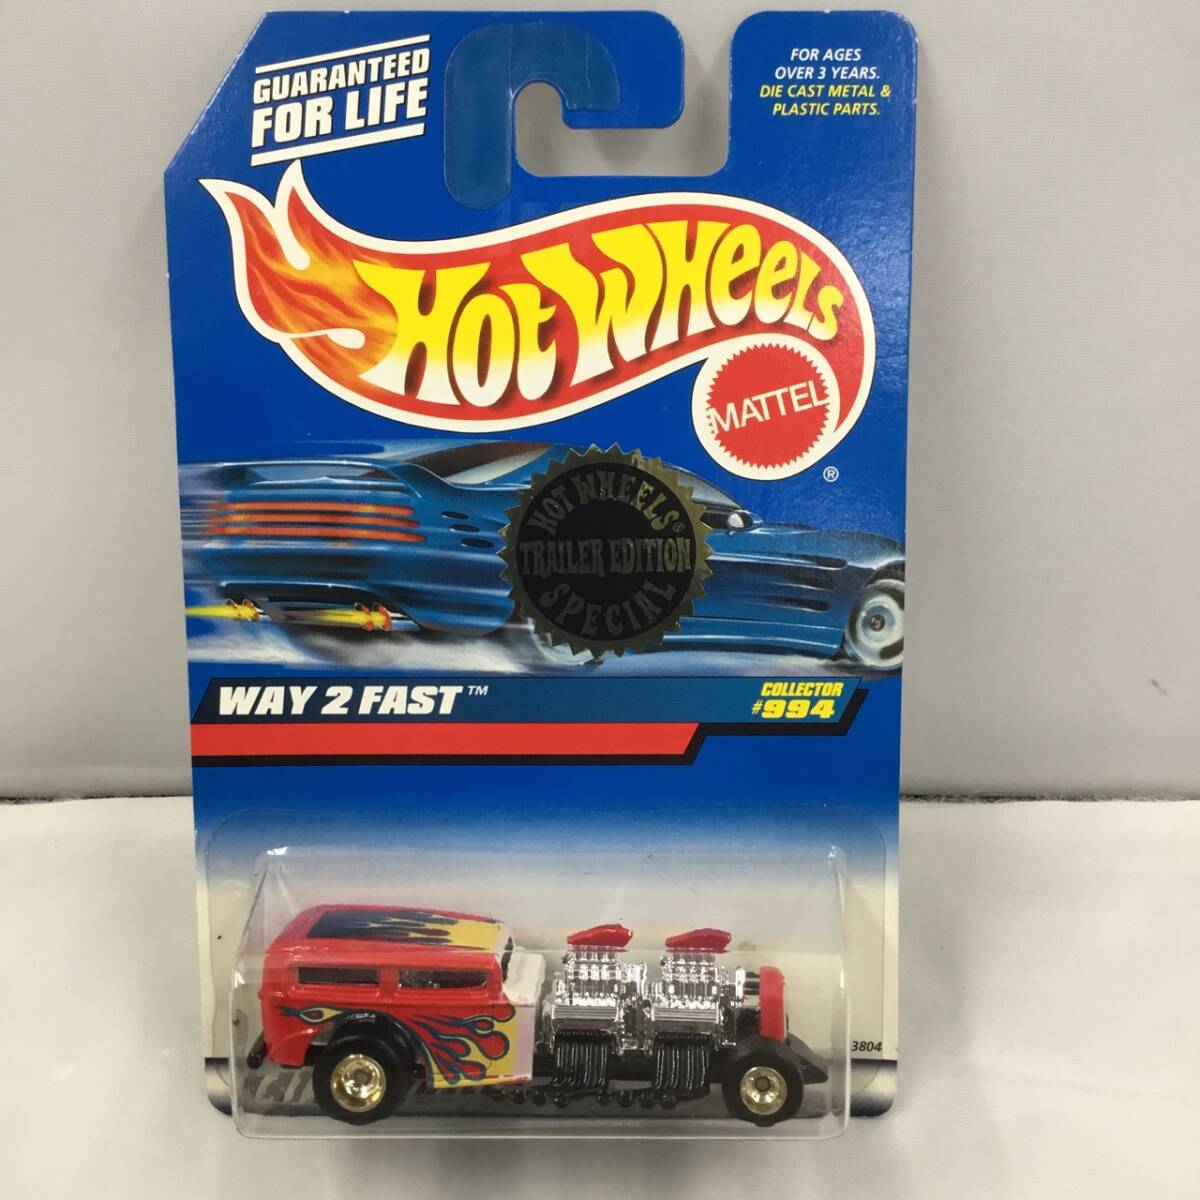 GUARANTEED
FOR LIFE
FOR AGES
OVER 3 YEARS.
DIE CAST METAL &
PLASTIC PARTS.
HOT WHEELS
MATTEL
®
HOT WHEELS®
TRAILER EDITION
SPECIAL
WAY 2 FAST™
COLLECTOR
#994
3804